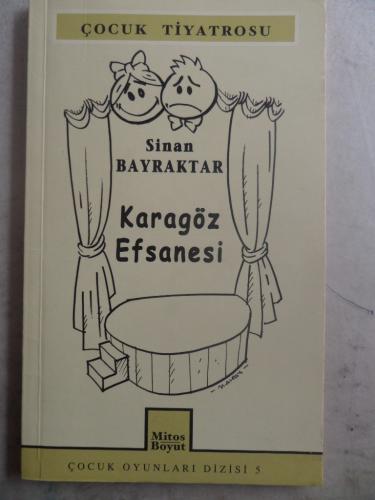 ÇOCUK TİYATROSU
Sinan
BAYRAKTAR
Karagöz
Efsanesi
Mitos
Boyut
ÇOCUK OYUNLARI DİZİSİ 5